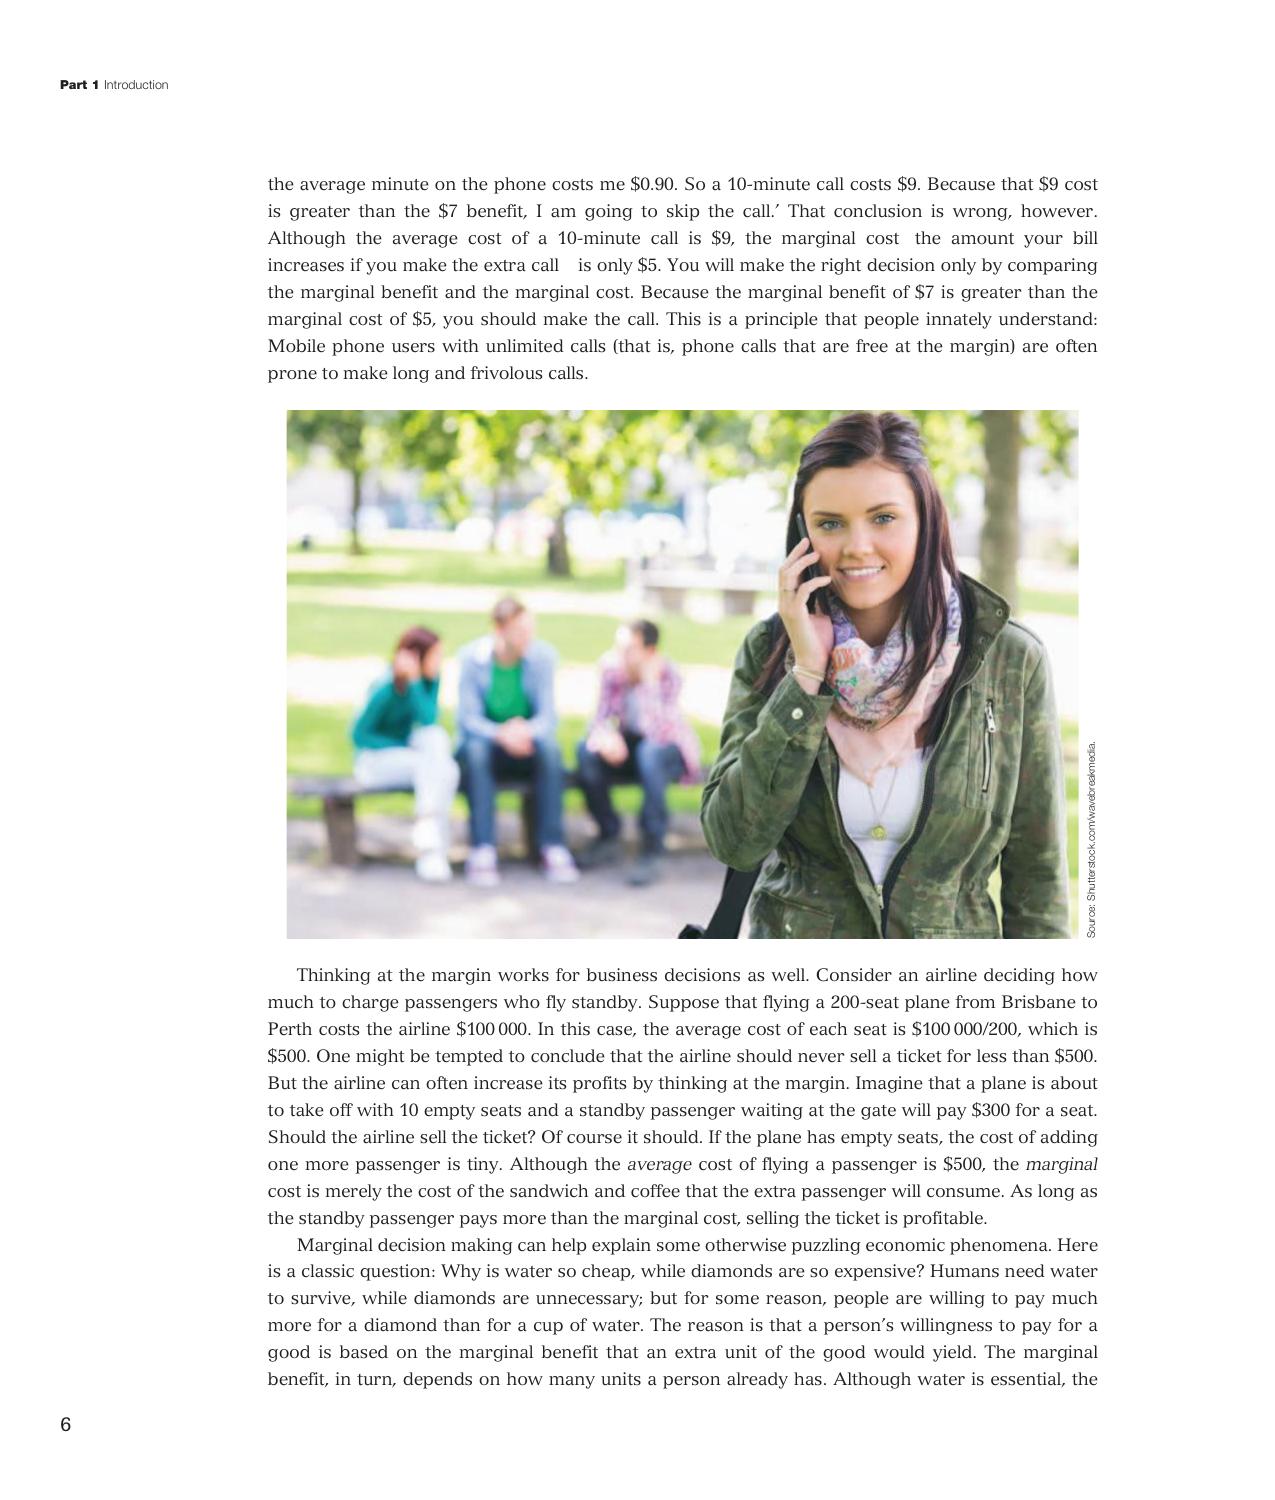 Part 1 Introduction
the average minute on the phone costs me $0.90. So a 10-minute call costs $9. Because that $9 cost
is greater than the $7 benefit, I am going to skip the call.’ That conclusion is wrong, however.
Although the average cost of a 10-minute call is $9, the marginal cost the amount your bill
increases if you make the extra call is only $5. You will make the right decision only by comparing
the marginal benefit and the marginal cost. Because the marginal benefit of $7 is greater than the
marginal cost of $5, you should make the call. This is a principle that people innately understand:
Mobile phone users with unlimited calls (that is, phone calls that are free at the margin) are often
prone to make long and frivolous calls.
Source: Shutterstock.com/wavebreakmedia.
Thinking at the margin works for business decisions as well. Consider an airline deciding how
much to charge passengers who fly standby. Suppose that flying a 200-seat plane from Brisbane to
Perth costs the airline $100 000. In this case, the average cost of each seat is $100 000/200, which is
$500. One might be tempted to conclude that the airline should never sell a ticket for less than $500.
But the airline can often increase its profits by thinking at the margin. Imagine that a plane is about
to take off with 10 empty seats and a standby passenger waiting at the gate will pay $300 for a seat.
Should the airline sell the ticket? Of course it should. If the plane has empty seats, the cost of adding
one more passenger is tiny. Although the average cost of flying a passenger is $500, the marginal
cost is merely the cost of the sandwich and coffee that the extra passenger will consume. As long as
the standby passenger pays more than the marginal cost, selling the ticket is profitable.
Marginal decision making can help explain some otherwise puzzling economic phenomena. Here
is a classic question: Why is water so cheap, while diamonds are so expensive? Humans need water
to survive, while diamonds are unnecessary; but for some reason, people are willing to pay much
more for a diamond than for a cup of water. The reason is that a person’s willingness to pay for a
good is based on the marginal benefit that an extra unit of the good would yield. The marginal
benefit, in turn, depends on how many units a person already has. Although water is essential, the
6